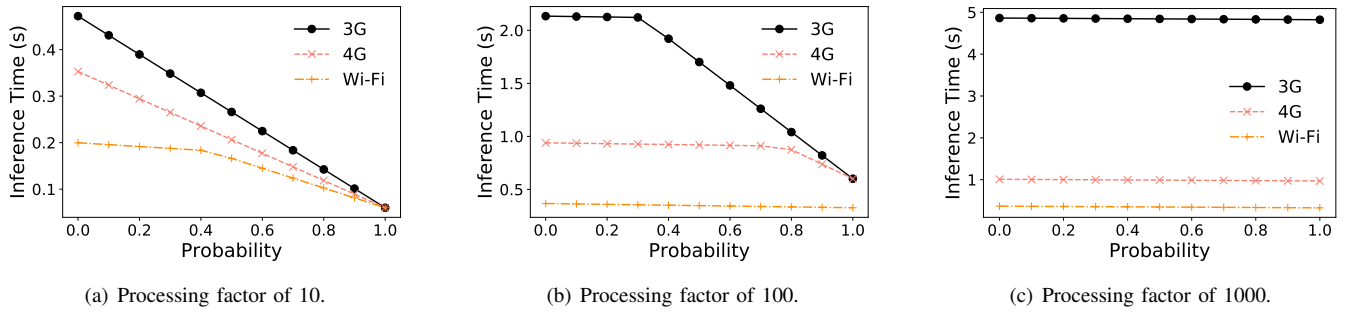 Inference Time (s)
0.4
0.3
0.2
0.1
3G
4G
Wi-Fi
0.0 0.2 0.4 0.6 0.8 1.0
Probability
(a) Processing factor of 10.
Inference Time (s)
2.0
1.5
1.0
0.5
3G
4G
Wi-Fi
0.0 0.2 0.4 0.6 0.8 1.0
Probability
(b) Processing factor of 100.
Inference Time (s)
5
4
3
2
1
3G
4G
Wi-Fi
0.0 0.2 0.4 0.6 0.8 1.0
Probability
(c) Processing factor of 1000.